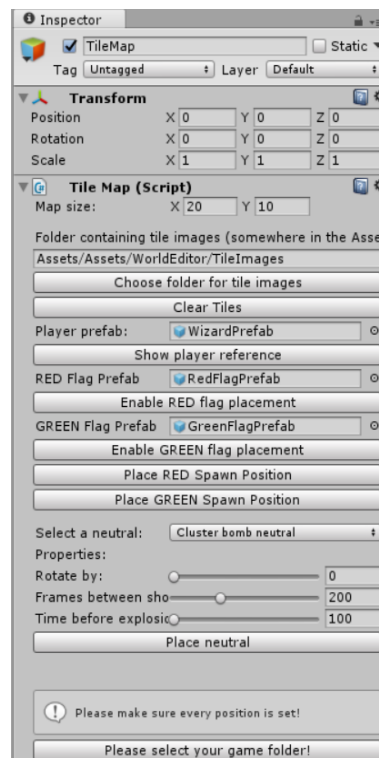 Inspector
TileMap Static
Tag Untagged Layer Default
Transform
Position X 0 Y 0 Z 0
Rotation X 0 Y 0 Z 0
Scale X 1 Y 1 Z 1
Tile Map (Script)
Map size: X 20 Y 10
Folder containing tile images (somewhere in the Asse
Assets/Assets/WorldEditor/TileImages
Choose folder for tile images
Clear Tiles
Player prefab: WizardPrefab
Show player reference
RED Flag Prefab RedFlagPrefab
Enable RED flag placement
GREEN Flag Prefab GreenFlagPrefab
Enable GREEN flag placement
Place RED Spawn Position
Place GREEN Spawn Position
Select a neutral: Cluster bomb neutral
Properties:
Rotate by: 0
Frames between sho 200
Time before explosio 100
Place neutral
Please make sure every position is set!
Please select your game folder!